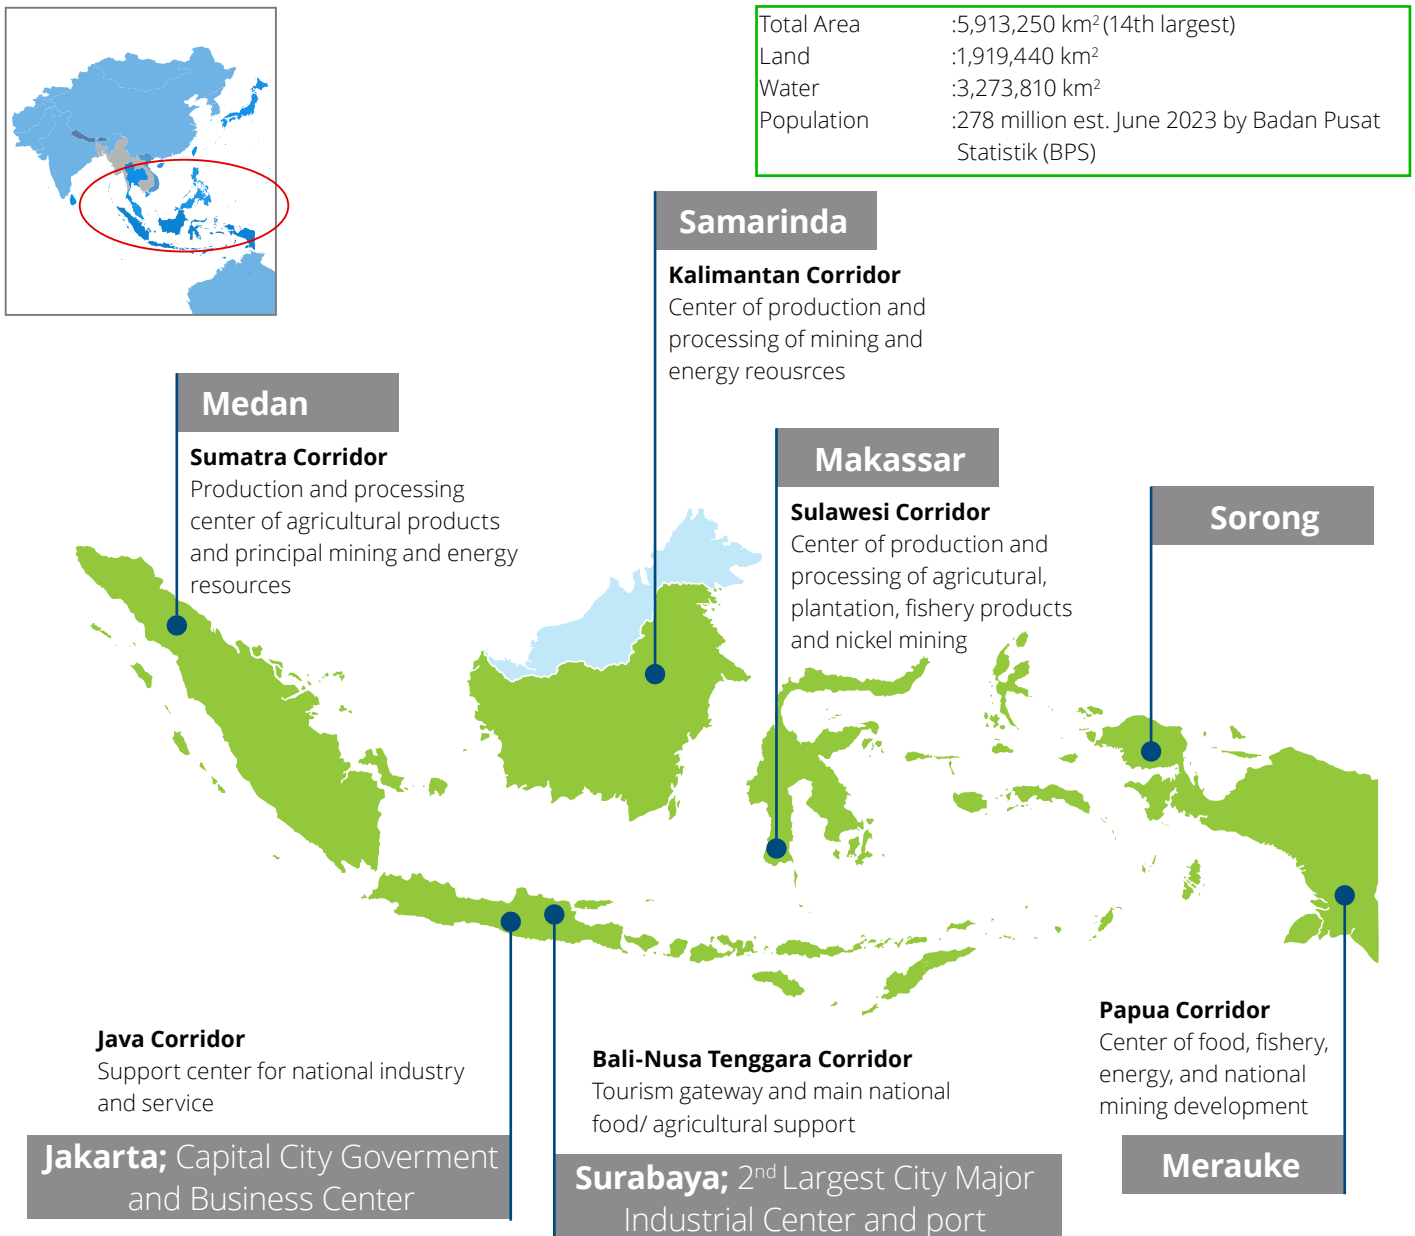 Total Area :5,913,250 km² (14th largest)
Land :1,919,440 km²
Water :3,273,810 km²
Population :278 million est. June 2023 by Badan Pusat
Statistik (BPS)
Samarinda
Kalimantan Corridor
Center of production and
processing of mining and
energy reousrces
Medan
Sumatra Corridor
Production and processing
center of agricultural products
and principal mining and energy
resources
Makassar
Sulawesi Corridor
Center of production and
processing of agricutural,
plantation, fishery products
and nickel mining
Sorong
Java Corridor
Support center for national industry
and service
Jakarta; Capital City Goverment
and Business Center
Bali-Nusa Tenggara Corridor
Tourism gateway and main national
food/ agricultural support
Surabaya; 2nd Largest City Major
Industrial Center and port
Papua Corridor
Center of food, fishery,
energy, and national
mining development
Merauke